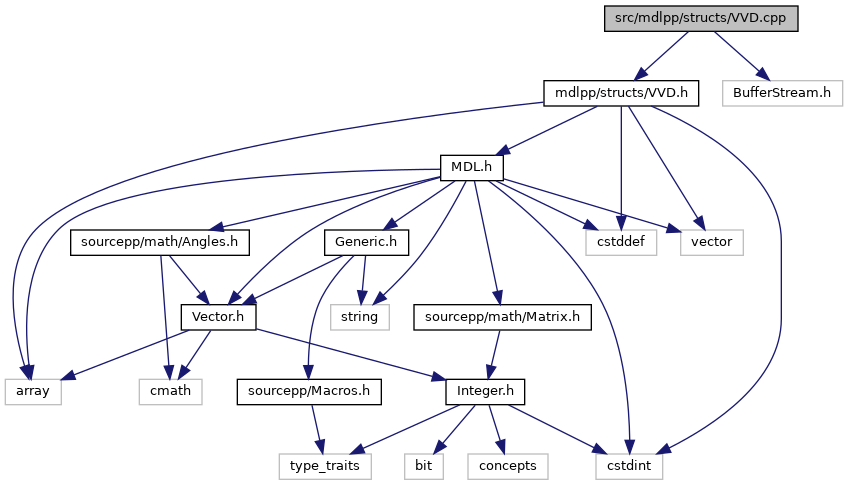 src/mdlpp/structs/VVD.cpp
mdlpp/structs/VVD.h
BufferStream.h
MDL.h
sourcepp/math/Angles.h
Generic.h
cstddef
vector
Vector.h
string
sourcepp/math/Matrix.h
array
cmath
sourcepp/Macros.h
Integer.h
type_traits
bit
concepts
cstdint